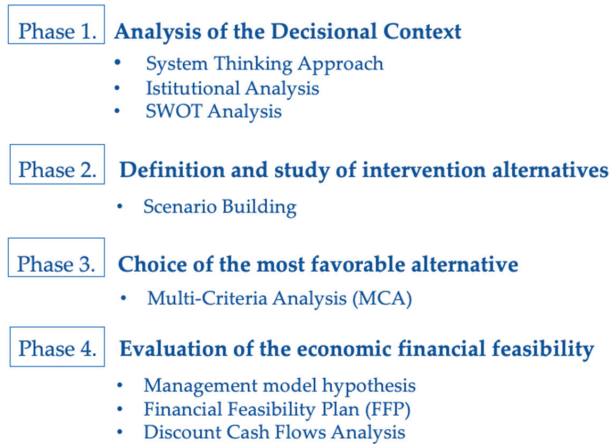 Phase 1. Analysis of the Decisional Context
• System Thinking Approach
• Istitutional Analysis
• SWOT Analysis
Phase 2. Definition and study of intervention alternatives
• Scenario Building
Phase 3. Choice of the most favorable alternative
• Multi-Criteria Analysis (MCA)
Phase 4. Evaluation of the economic financial feasibility
• Management model hypothesis
• Financial Feasibility Plan (FFP)
• Discount Cash Flows Analysis